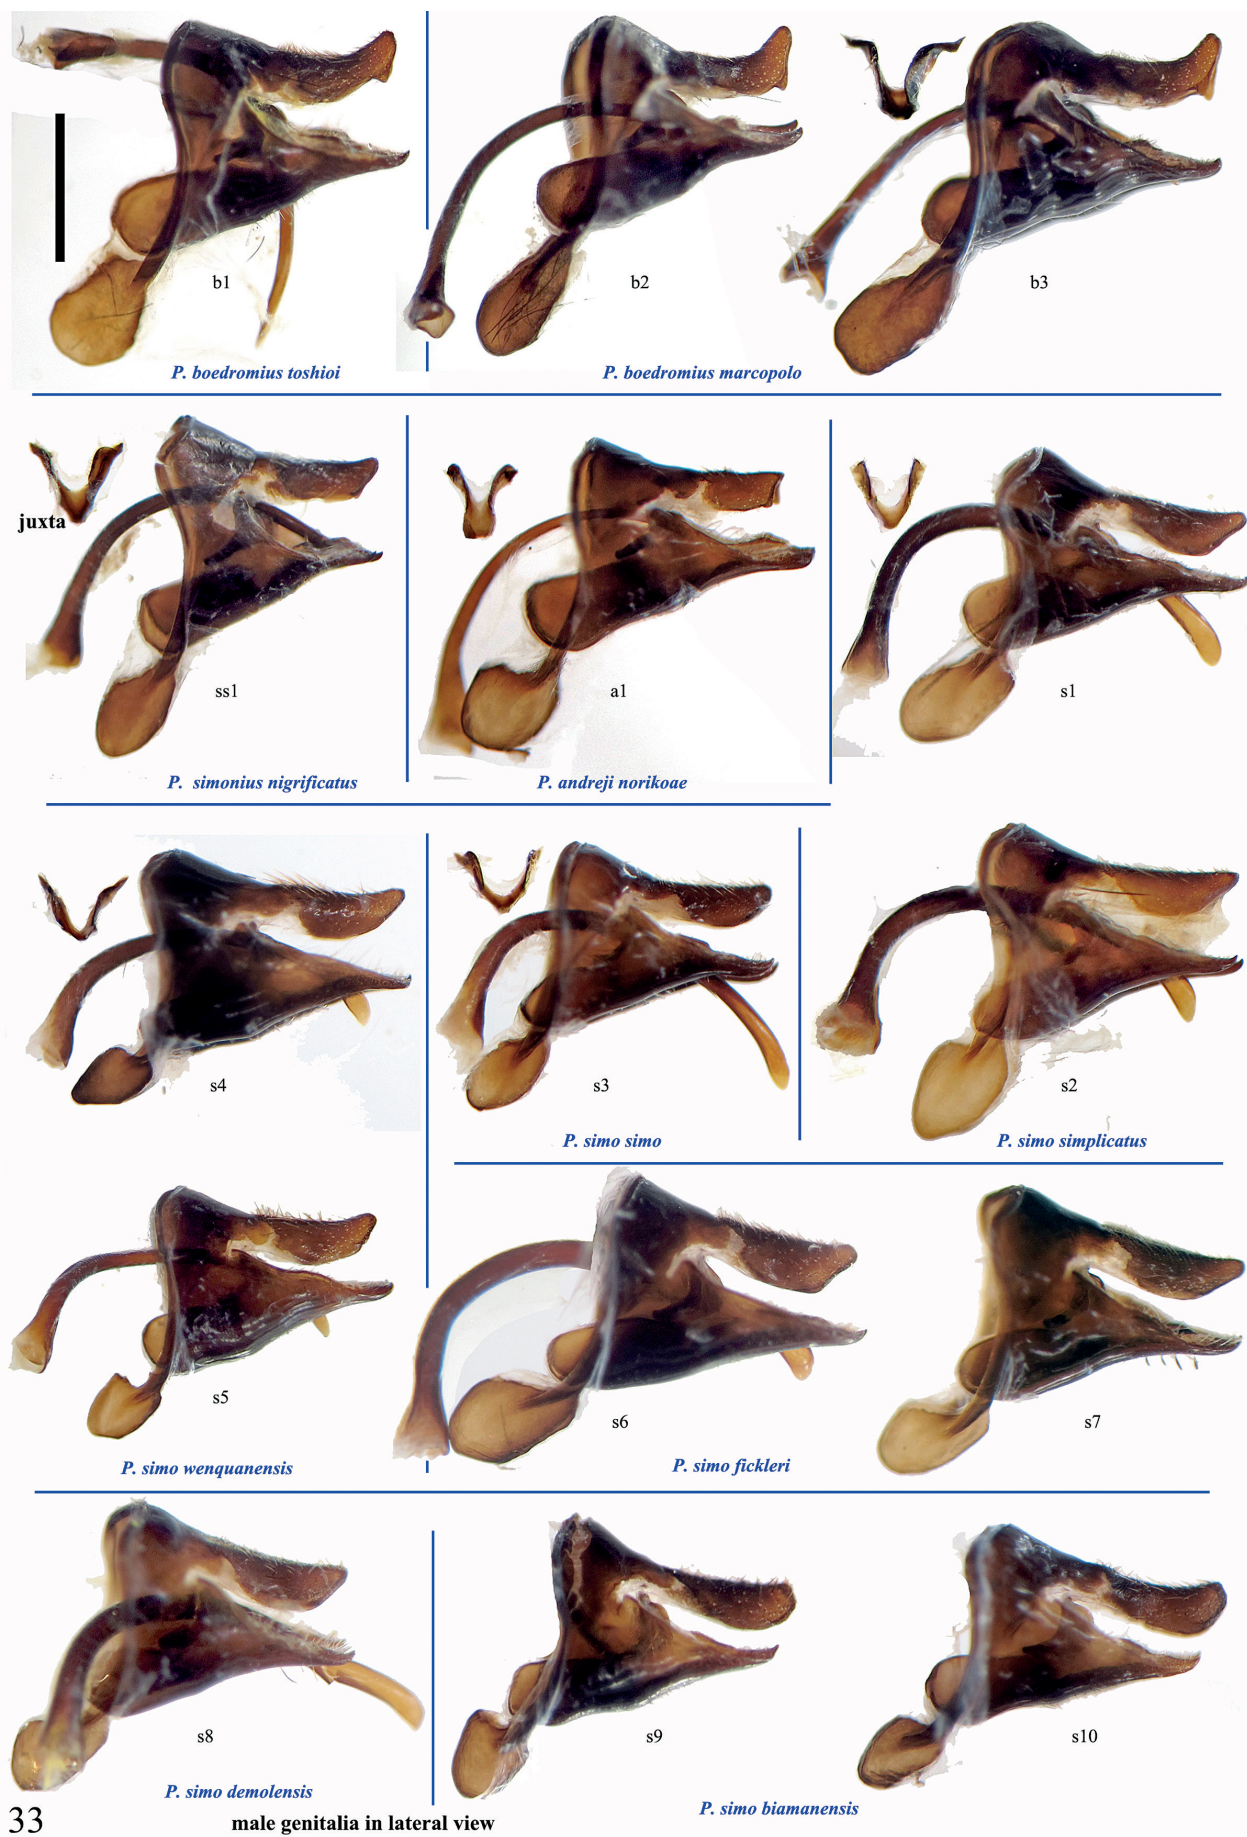 b1
b2
b3
P. boedromius toshioi
P. boedromius marcopolo
juxta
ss1
a1
s1
P. simonius nigrificatus
P. andreji norikoae
s4
s3
s2
P. simo simo
P. simo simplicatus
s5
s6
s7
P. simo wenquanensis
P. simo fickleri
s8
s9
s10
P. simo demolensis
P. simo biamanensis
33
male genitalia in lateral view